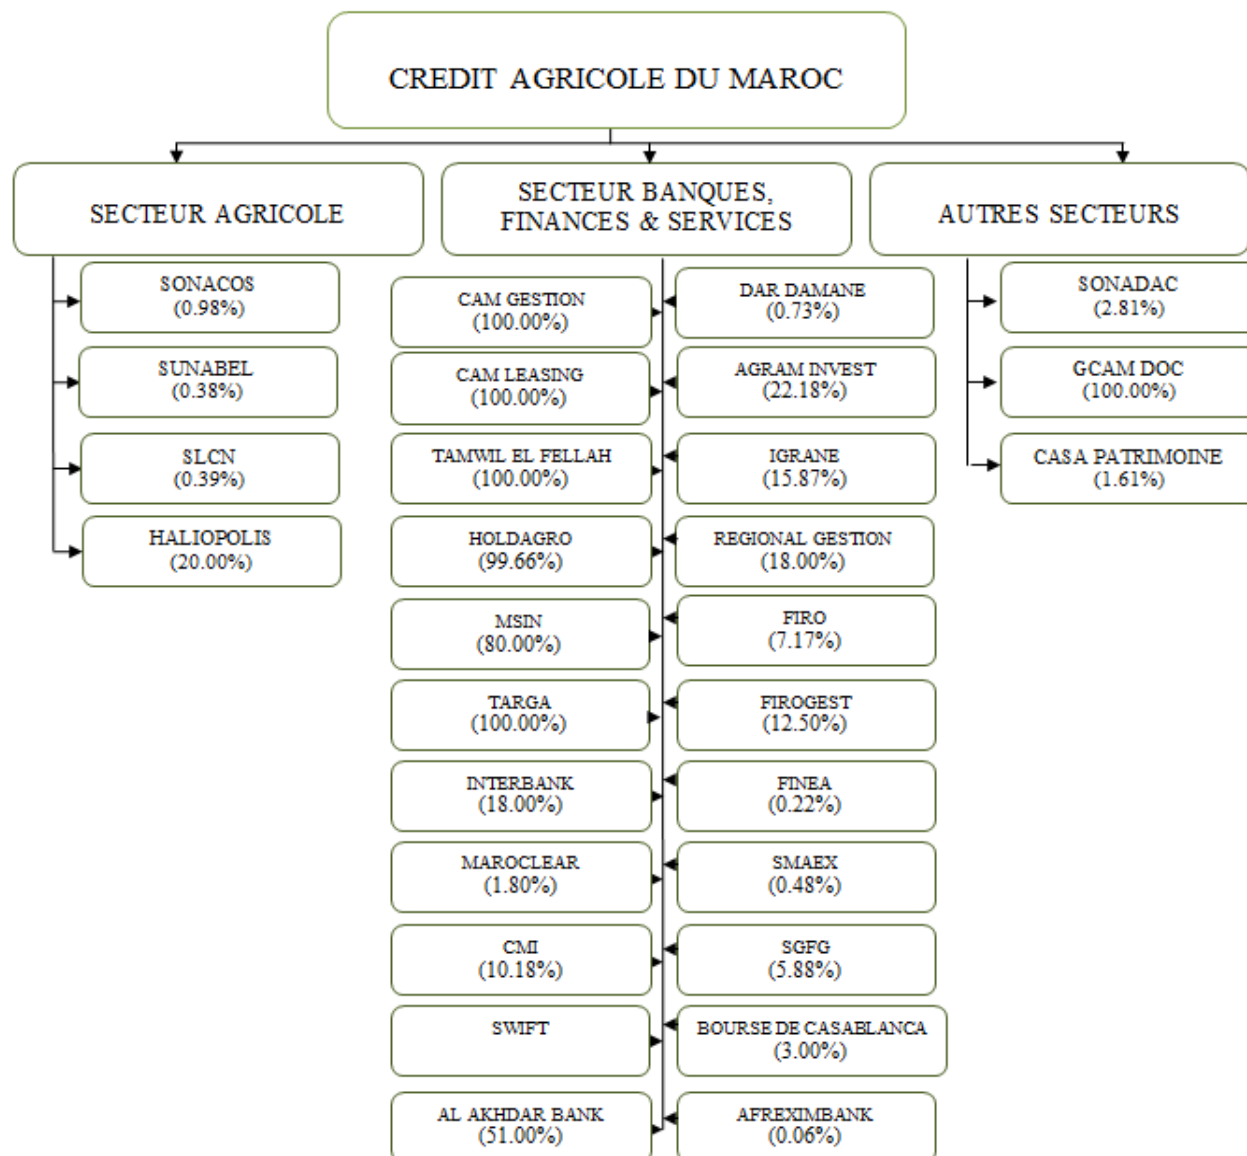 CREDIT AGRICOLE DU MAROC
SECTEUR AGRICOLE
SONACOS
(0.98%)
SUNABEL
(0.38%)
SLCN
(0.39%)
HALIOPOLIS
(20.00%)
SECTEUR BANQUES,
FINANCES & SERVICES
CAM GESTION
(100.00%)
CAM LEASING
(100.00%)
TAMWIL EL FELLAH
(100.00%)
HOLDAGRO
(99.66%)
MSIN
(80.00%)
TARGA
(100.00%)
INTERBANK
(18.00%)
MAROCLEAR
(1.80%)
CMI
(10.18%)
SWIFT
AL AKHDAR BANK
(51.00%)
DAR DAMANE
(0.73%)
AGRAM INVEST
(22.18%)
IGRANE
(15.87%)
REGIONAL GESTION
(18.00%)
FIRO
(7.17%)
FIROGEST
(12.50%)
FINEA
(0.22%)
SMAEX
(0.48%)
SGFG
(5.88%)
BOURSE DE CASABLANCA
(3.00%)
AFREXIMBANK
(0.06%)
AUTRES SECTEURS
SONADAC
(2.81%)
GCAM DOC
(100.00%)
CASA PATRIMOINE
(1.61%)